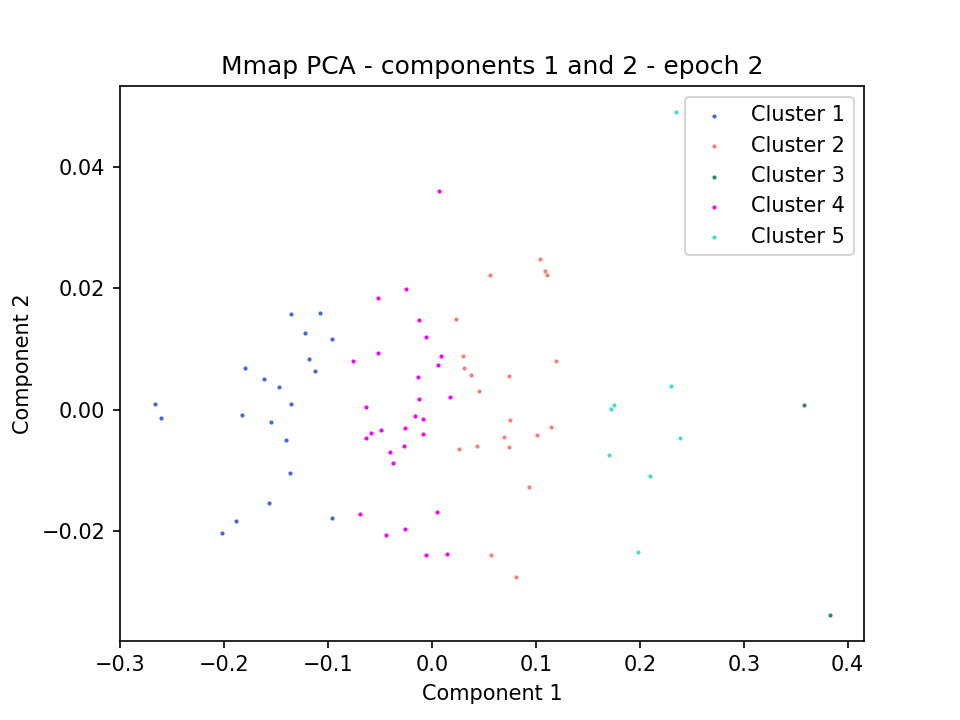 Mmap PCA - components 1 and 2 - epoch 2
Cluster 1
Cluster 2
Cluster 3
Cluster 4
Cluster 5
0.04
0.02
0.00
−0.02
Component 2
−0.3 −0.2 −0.1 0.0 0.1 0.2 0.3 0.4
Component 1